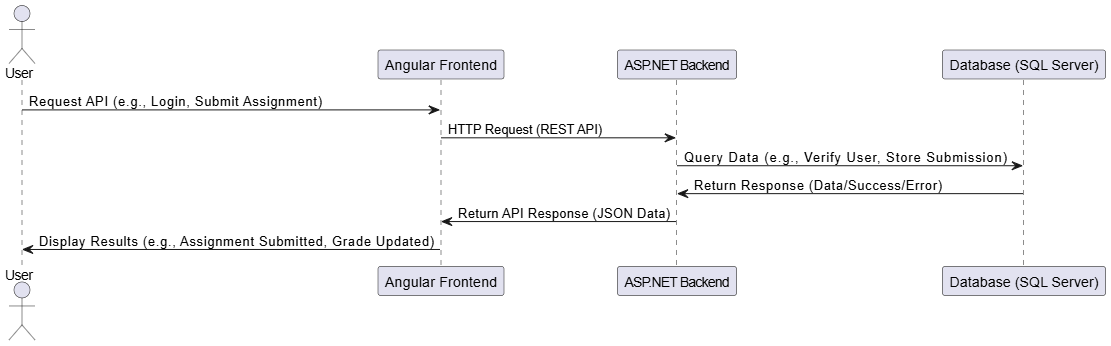 User
Angular Frontend
ASP.NET Backend
Database (SQL Server)
Request API (e.g., Login, Submit Assignment)
HTTP Request (REST API)
Query Data (e.g., Verify User, Store Submission)
Return Response (Data/Success/Error)
Return API Response (JSON Data)
Display Results (e.g., Assignment Submitted, Grade Updated)
User
Angular Frontend
ASP.NET Backend
Database (SQL Server)